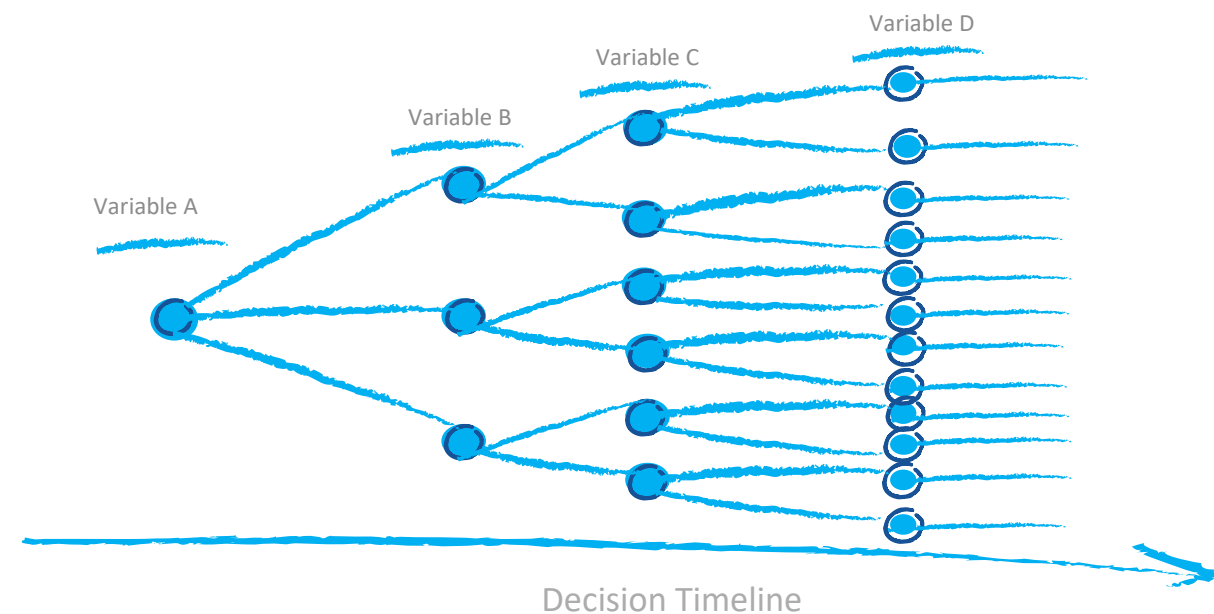 Variable D
Variable C
Variable B
Variable A
Decision Timeline